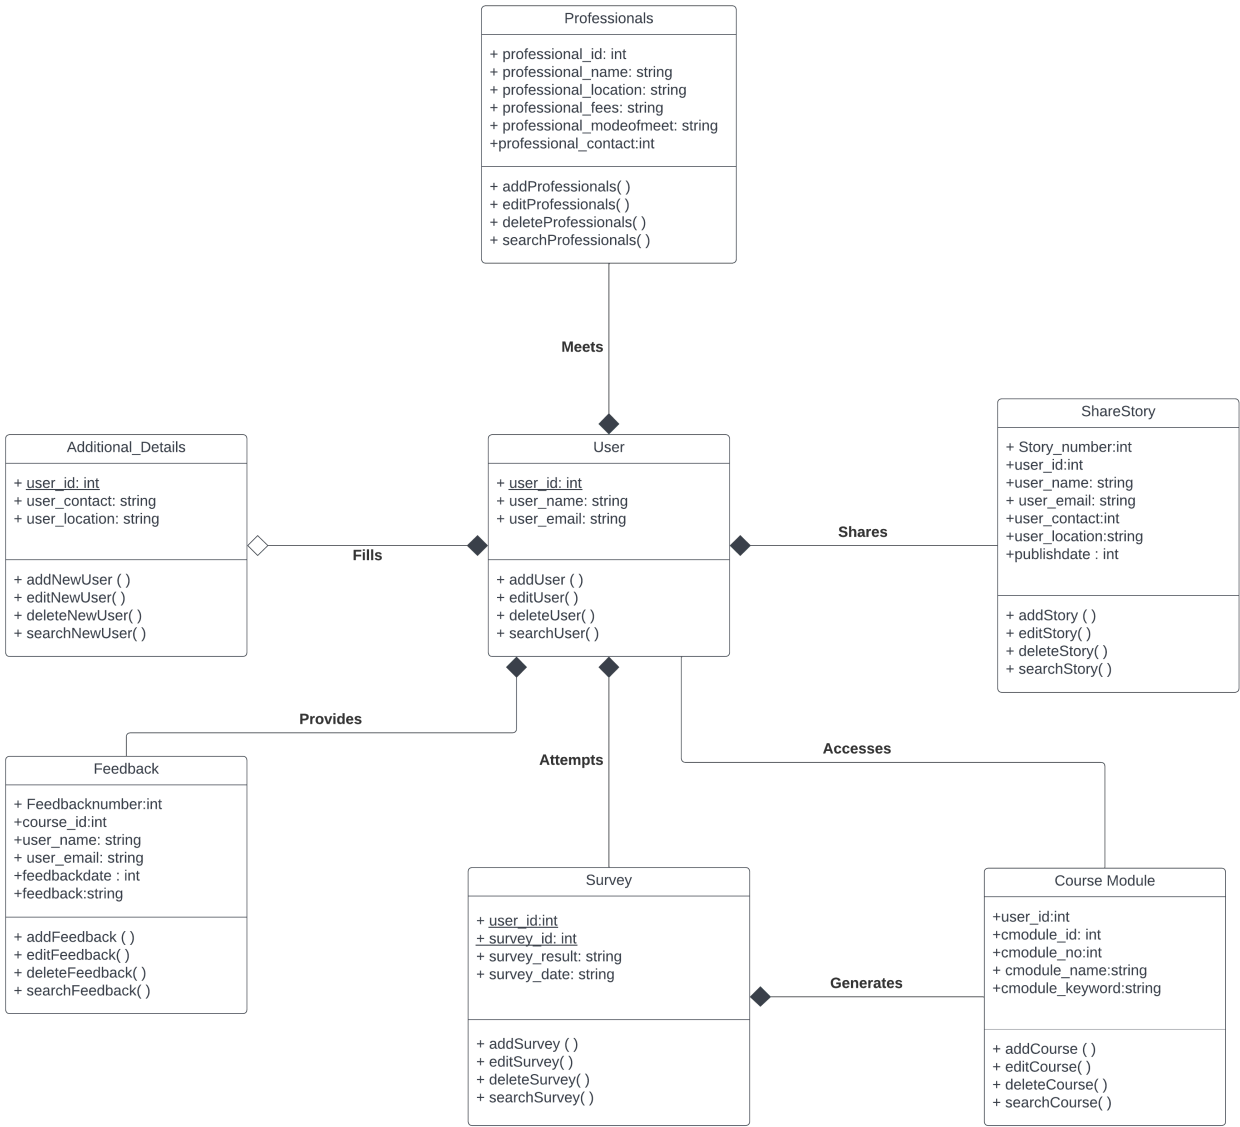 Professionals
+ professional_id: int
+ professional_name: string
+ professional_location: string
+ professional_fees: string
+ professional_modeofmeet: string
+professional_contact:int
+ addProfessionals( )
+ editProfessionals( )
+ deleteProfessionals( )
+ searchProfessionals( )
Meets
Additional_Details
+ user_id: int
+ user_contact: string
+ user_location: string
+ addNewUser ( )
+ editNewUser( )
+ deleteNewUser( )
+ searchNewUser( )
Fills
User
+ user_id: int
+ user_name: string
+ user_email: string
+ addUser ( )
+ editUser( )
+ deleteUser( )
+ searchUser( )
Shares
ShareStory
+ Story_number:int
+user_id:int
+user_name: string
+ user_email: string
+user_contact:int
+user_location:string
+publishdate : int
+ addStory ( )
+ editStory( )
+ deleteStory( )
+ searchStory( )
Provides
Attempts
Accesses
Feedback
+ Feedbacknumber:int
+course_id:int
+user_name: string
+ user_email: string
+feedbackdate : int
+feedback:string
+ addFeedback ( )
+ editFeedback( )
+ deleteFeedback( )
+ searchFeedback( )
Survey
+ user_id:int
+ survey_id: int
+ survey_result: string
+ survey_date: string
+ addSurvey ( )
+ editSurvey( )
+ deleteSurvey( )
+ searchSurvey( )
Generates
Course Module
+user_id:int
+cmodule_id: int
+cmodule_no:int
+ cmodule_name:string
+cmodule_keyword:string
+ addCourse ( )
+ editCourse( )
+ deleteCourse( )
+ searchCourse( )